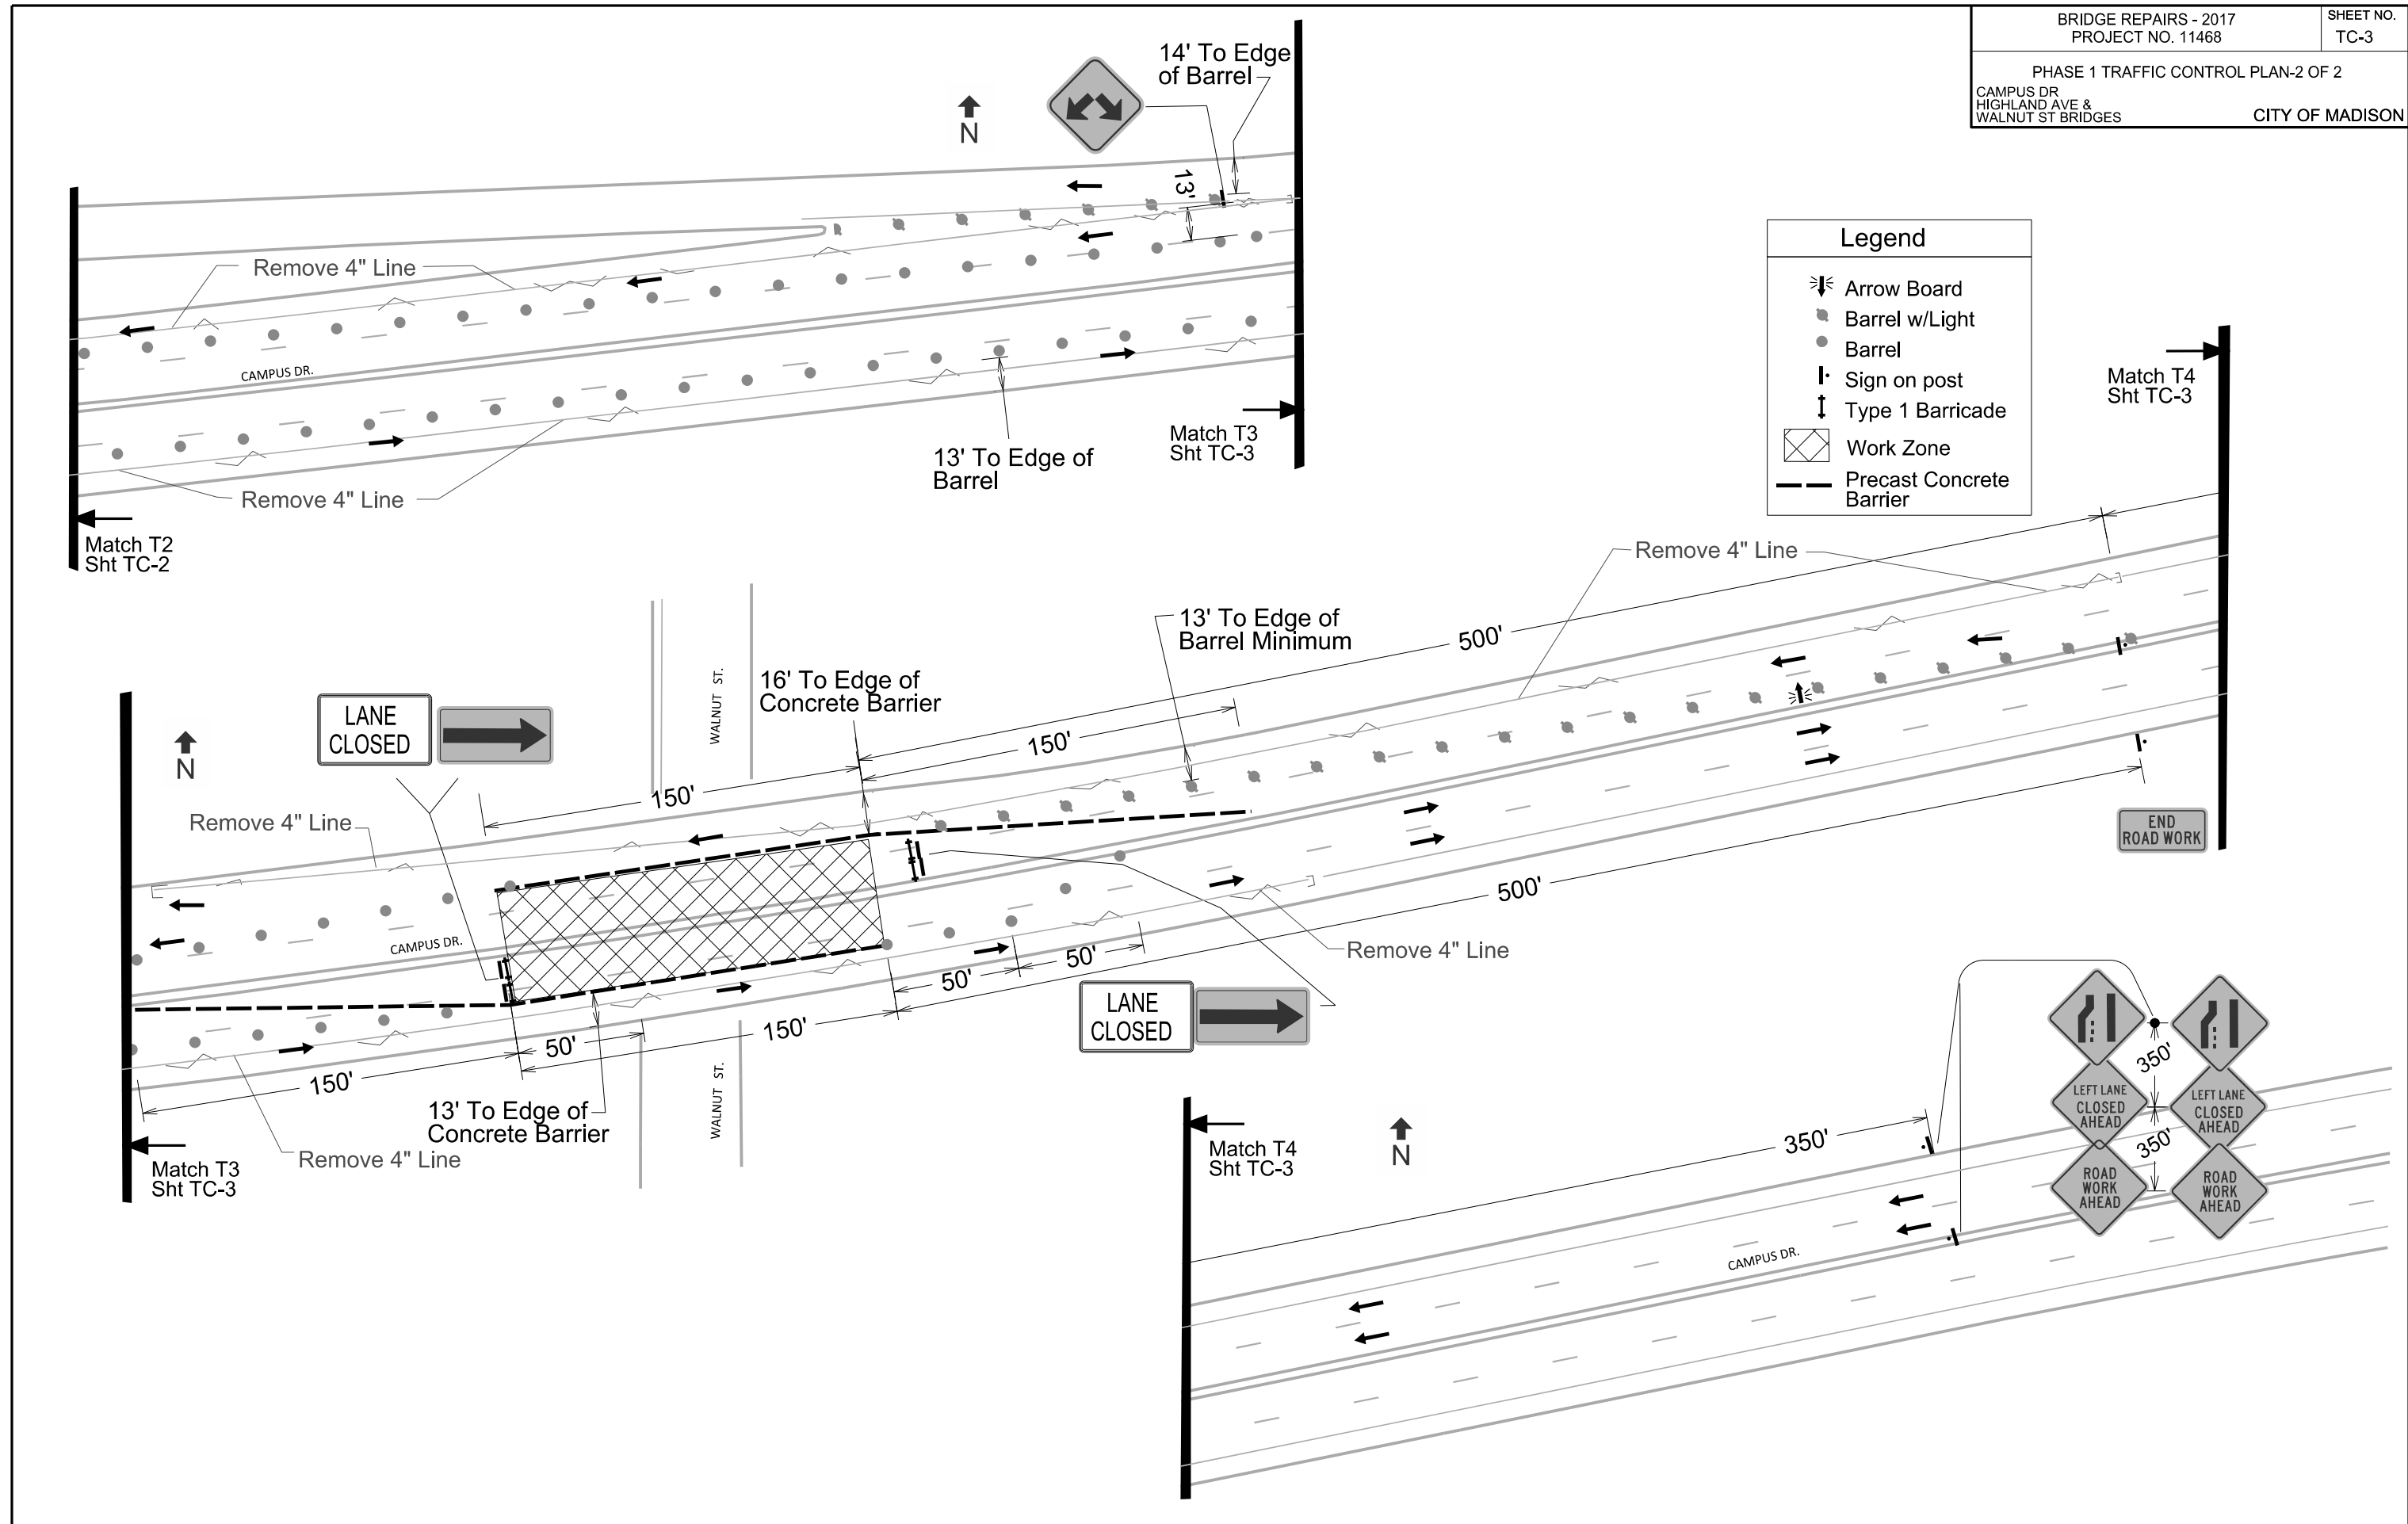 BRIDGE REPAIRS - 2017
PROJECT NO. 11468
SHEET NO.
TC-3
PHASE 1 TRAFFIC CONTROL PLAN-2 OF 2
CAMPUS DR
HIGHLAND AVE &
WALNUT ST BRIDGES
CITY OF MADISON
14' To Edge
of Barrel
N
13'
Remove 4" Line
CAMPUS DR.
Remove 4" Line
13' To Edge of
Barrel
Match T3
Sht TC-3
Match T2
Sht TC-2
Legend
Arrow Board
Barrel w/Light
Barrel
Sign on post
Type 1 Barricade
Work Zone
Precast Concrete
Barrier
Match T4
Sht TC-3
Remove 4" Line
13' To Edge of
Barrel Minimum
500'
WALNUT ST.
16' To Edge of
Concrete Barrier
LANE
CLOSED
N
150'
150'
Remove 4" Line
CAMPUS DR.
END
ROAD WORK
500'
Remove 4" Line
50'
50'
LANE
CLOSED
150'
50'
150'
WALNUT ST.
13' To Edge of
Concrete Barrier
Remove 4" Line
Match T3
Sht TC-3
Match T4
Sht TC-3
N
350'
CAMPUS DR.
350'
350'
LEFT LANE
CLOSED
AHEAD
LEFT LANE
CLOSED
AHEAD
ROAD
WORK
AHEAD
ROAD
WORK
AHEAD